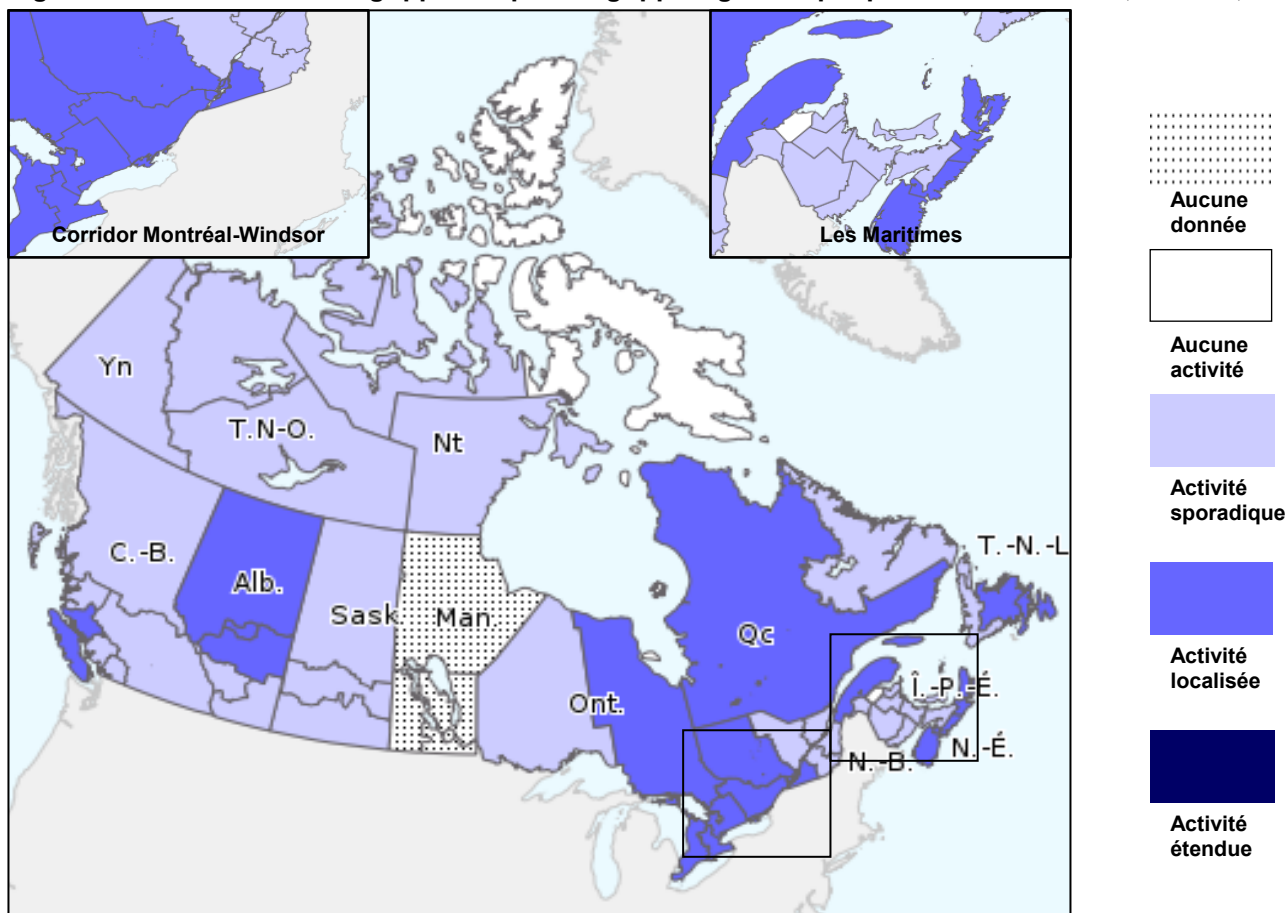 Corridor Montréal-Windsor
Les Maritimes
Aucune
donnée
Aucune
activité
Activité
sporadique
Activité
localisée
Activité
étendue
Yn
T.N-O.
Nt
C.-B.
Alb.
Sask
Man.
Ont.
Qc
T.-N.-L
Î.-P.-É.
N.-B.
N.-É.